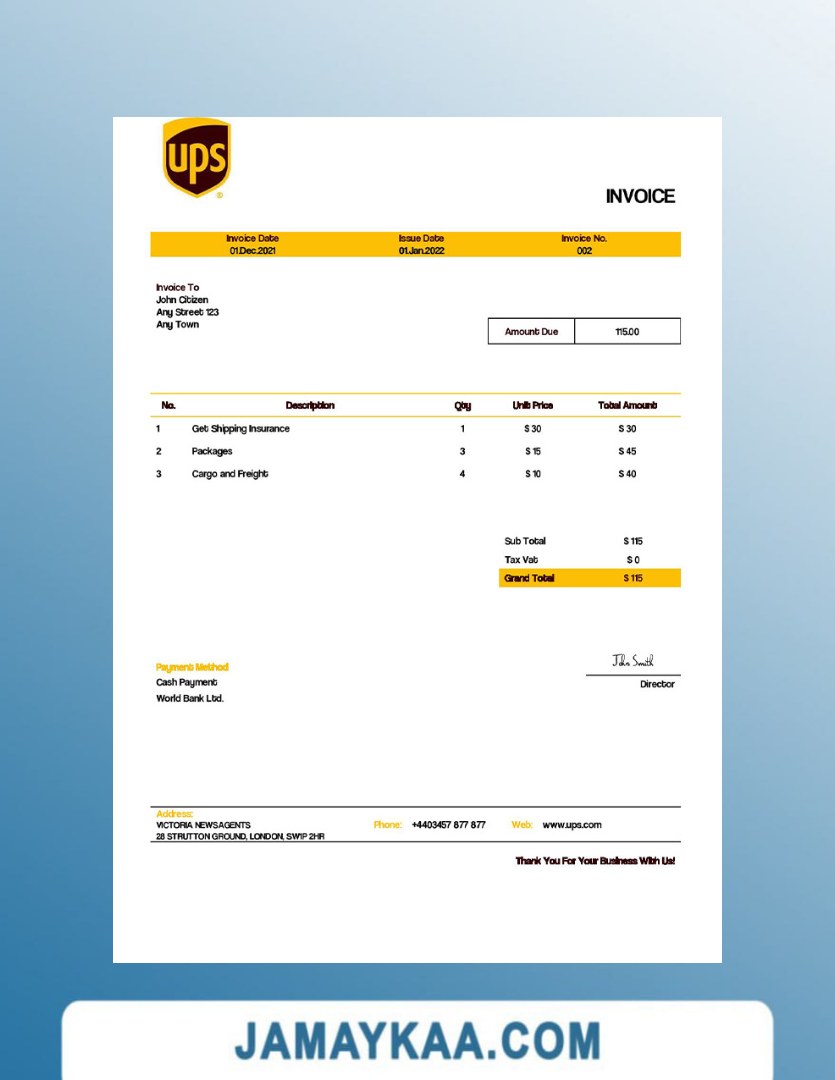 ups
INVOICE
Invoice Date Issue Date Invoice No.
01.Dec.2021 01.Jan.2022 002
Invoice To
John Citizen
Any Street 123
Any Town
Amount Due 115.00
No. Description Qty Unit Price Total Amount
1 Get Shipping Insurance 1 $ 30 $ 30
2 Packages 3 $ 15 $ 45
3 Cargo and Freight 4 $ 10 $ 40
Sub Total $ 115
Tax Vat $ 0
Grand Total $ 115
John Smith
Director
Payment Method
Cash Payment
World Bank Ltd.
Address:
VICTORIA NEWSAGENTS
28 STRUTTON GROUND, LONDON, SW1P 2HR
Phone: +4403457 877 877 Web: www.ups.com
Thank You For Your Business With Us!
JAMAYKAA.COM